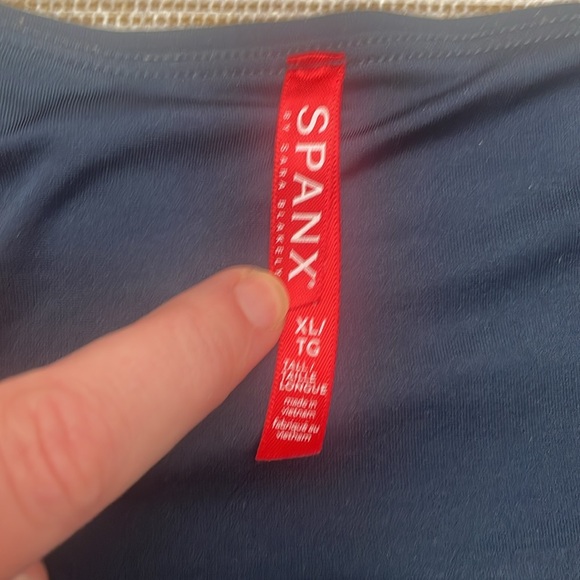 SPANX®
BY SARA BLAKELY
XL/
TG
TALL/
TAILLE
LONGUE
made in
vietnam
fabriqué au
vietnam